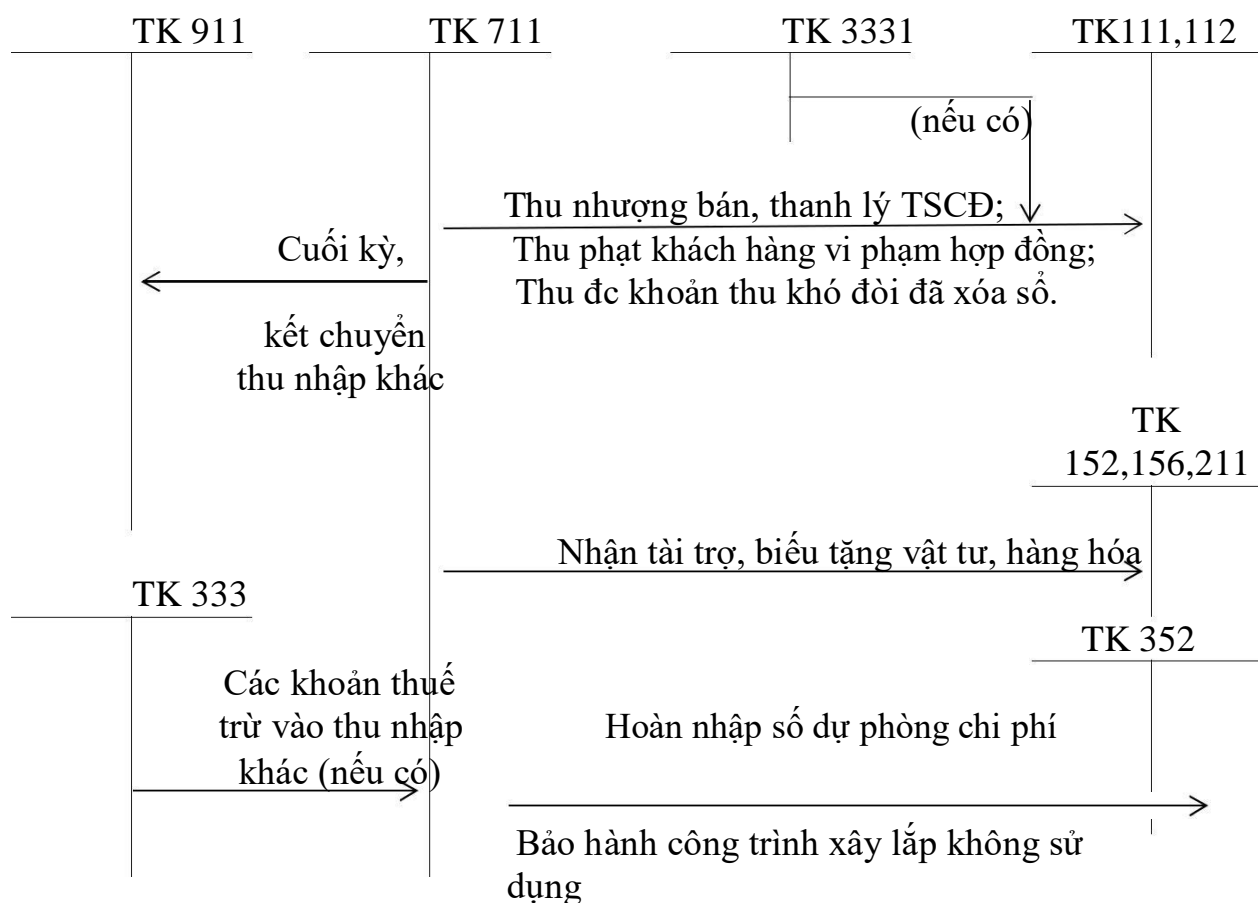 TK 911
TK 711
TK 3331
TK111,112
(nếu có)
Thu nhượng bán, thanh lý TSCĐ;
Thu phạt khách hàng vi phạm hợp đồng;
Thu đc khoản thu khó đòi đã xóa sổ.
Cuối kỳ,
kết chuyển
thu nhập khác
TK
152,156,211
Nhận tài trợ, biếu tặng vật tư, hàng hóa
TK 333
TK 352
Các khoản thuế
trừ vào thu nhập
khác (nếu có)
Hoàn nhập số dự phòng chi phí
Bảo hành công trình xây lắp không sử
dụng